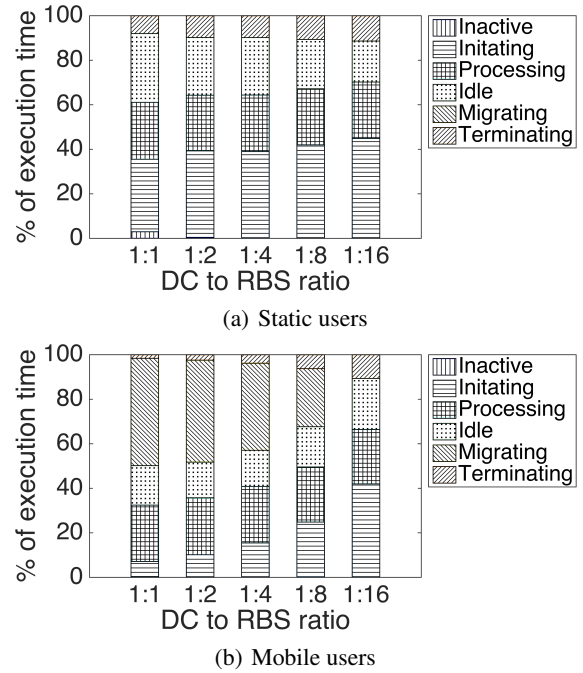 % of execution time
100
80
60
40
20
0
1:1 1:2 1:4 1:8 1:16
DC to RBS ratio
Inactive
Initating
Processing
Idle
Migrating
Terminating
(a) Static users
% of execution time
100
80
60
40
20
0
1:1 1:2 1:4 1:8 1:16
DC to RBS ratio
Inactive
Initating
Processing
Idle
Migrating
Terminating
(b) Mobile users